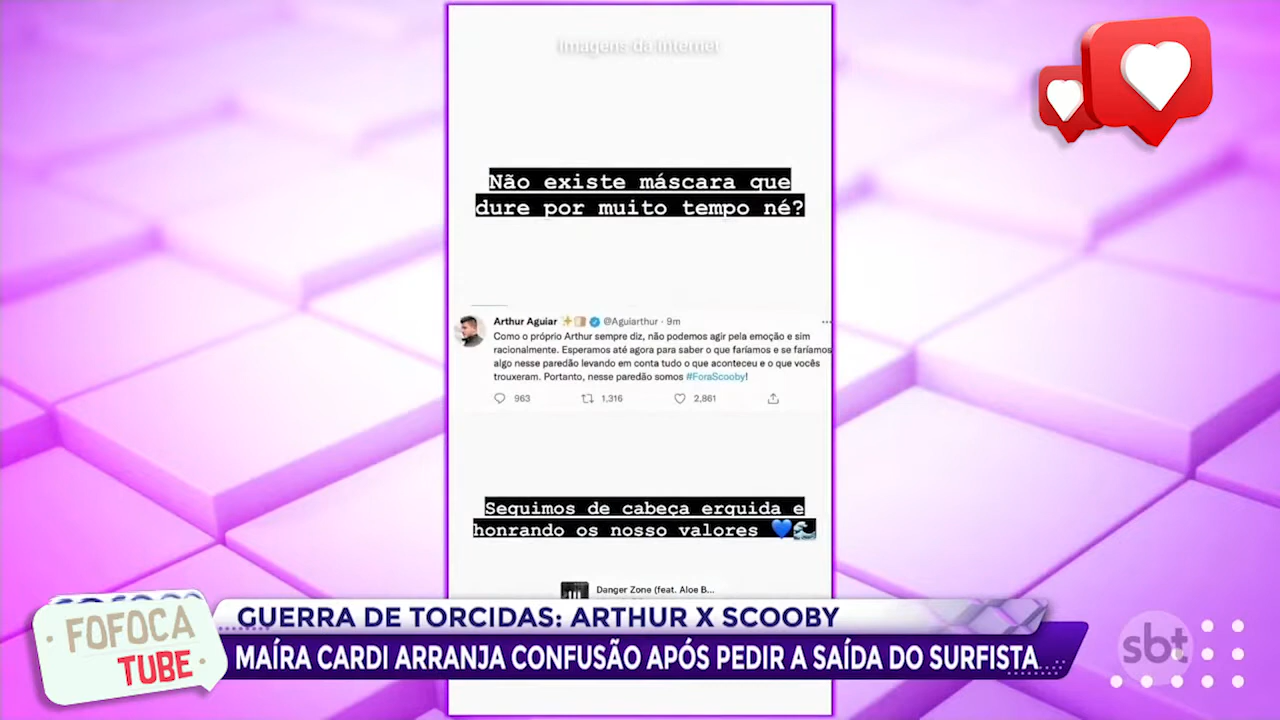 Imagens da Internet
Não existe máscara que
dure por muito tempo né?
Arthur Aguiar ✨🍞 @Aguiarthur · 9m
Como o próprio Arthur sempre diz, não podemos agir pela emoção e sim
racionalmente. Esperamos até agora para saber o que faríamos e se faríamos
algo nesse paredão levando em conta tudo o que aconteceu e o que vocês
trouxeram. Portanto, nesse paredão somos #ForaScooby!
963 1,316 2,861
Seguimos de cabeça erguida e
honrando os nosso valores 💙🌊
Danger Zone (feat. Aloe B...
GUERRA DE TORCIDAS: ARTHUR X SCOOBY
MAÍRA CARDI ARRANJA CONFUSÃO APÓS PEDIR A SAÍDA DO SURFISTA
FOFOCA
TUBE
sbt